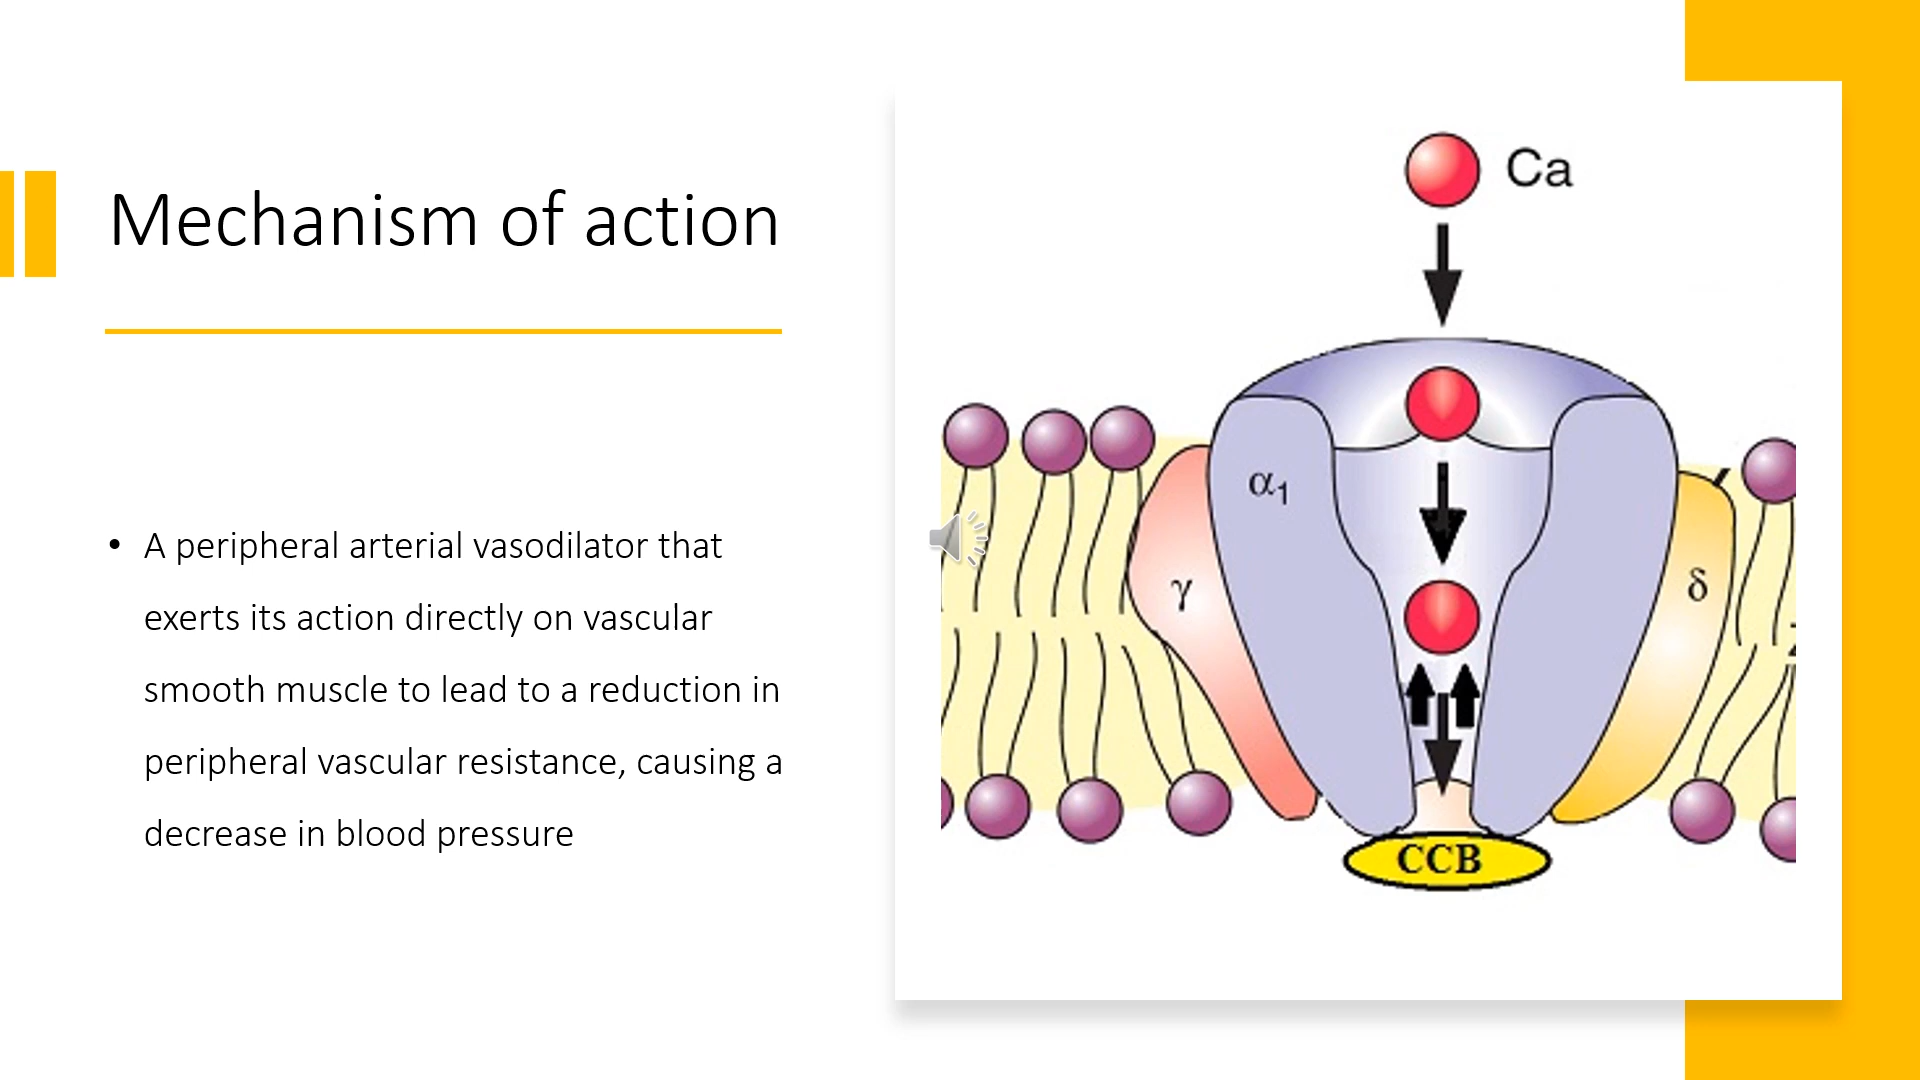 Mechanism of action
• A peripheral arterial vasodilator that
exerts its action directly on vascular
smooth muscle to lead to a reduction in
peripheral vascular resistance, causing a
decrease in blood pressure
Ca
α₁
γ
δ
CCB